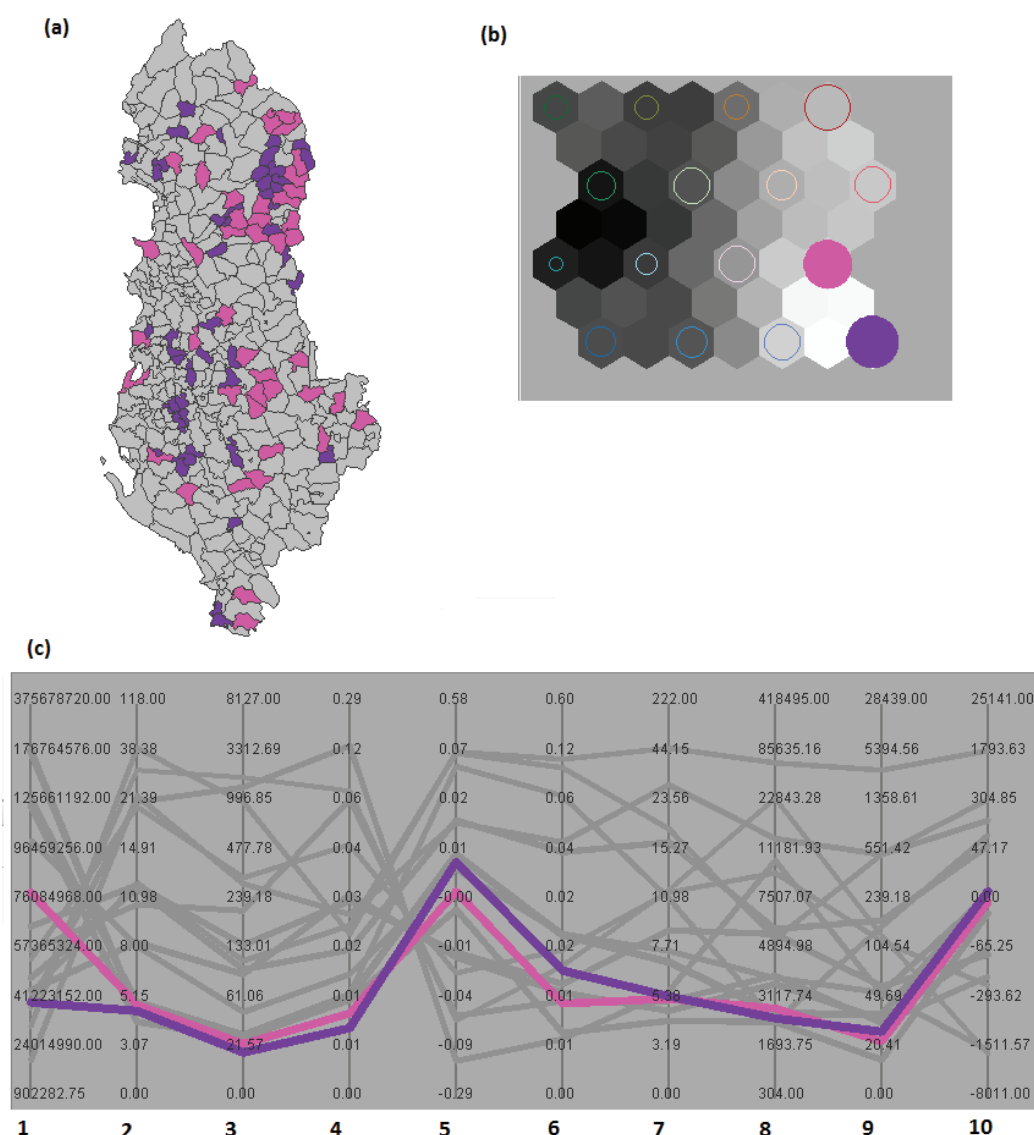 (a)
(b)
(c)
375678720.00 118.00 8127.00 0.29 0.58 0.60 222.00 418495.00 28439.00 25141.00
176764576.00 38.38 3312.69 0.12 0.07 0.12 44.15 85635.16 5394.56 1793.63
125661192.00 21.39 996.85 0.06 0.02 0.06 23.56 22843.28 1358.61 304.85
96459256.00 14.91 477.78 0.04 0.01 0.04 15.27 11181.93 551.42 47.17
76084968.00 10.98 239.18 0.03 -0.00 0.02 10.98 7507.07 239.18 0.00
57365324.00 8.00 133.01 0.02 -0.01 0.02 7.71 4894.98 104.54 -65.25
41223152.00 5.15 61.06 0.01 -0.04 0.01 5.38 3117.74 49.69 -293.62
24014990.00 3.07 21.57 0.01 -0.09 0.01 3.19 1693.75 20.41 -1511.57
902282.75 0.00 0.00 0.00 -0.29 0.00 0.00 304.00 0.00 -8011.00
1 2 3 4 5 6 7 8 9 10